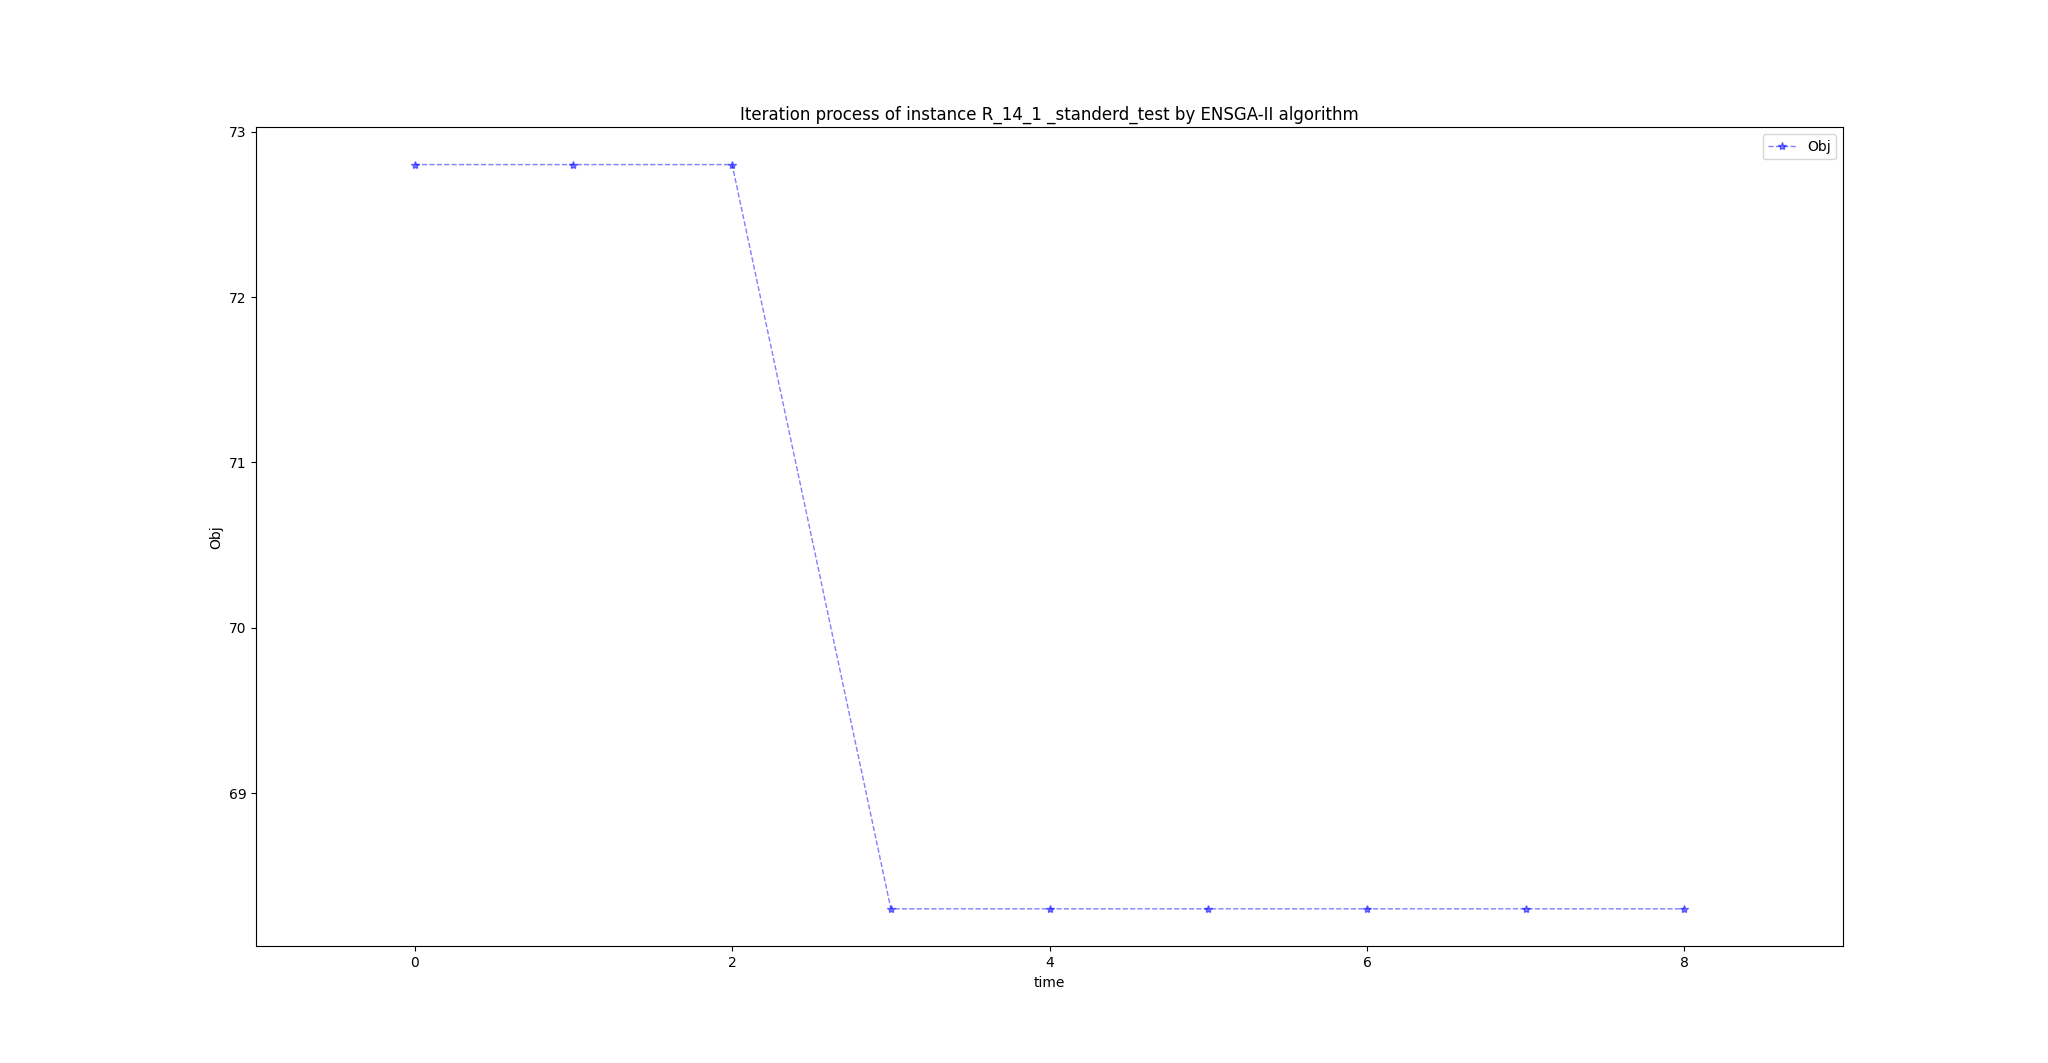 Iteration process of instance R_14_1 _standerd_test by ENSGA-II algorithm
Obj
73
72
71
70
69
Obj
0 2 4 6 8
time